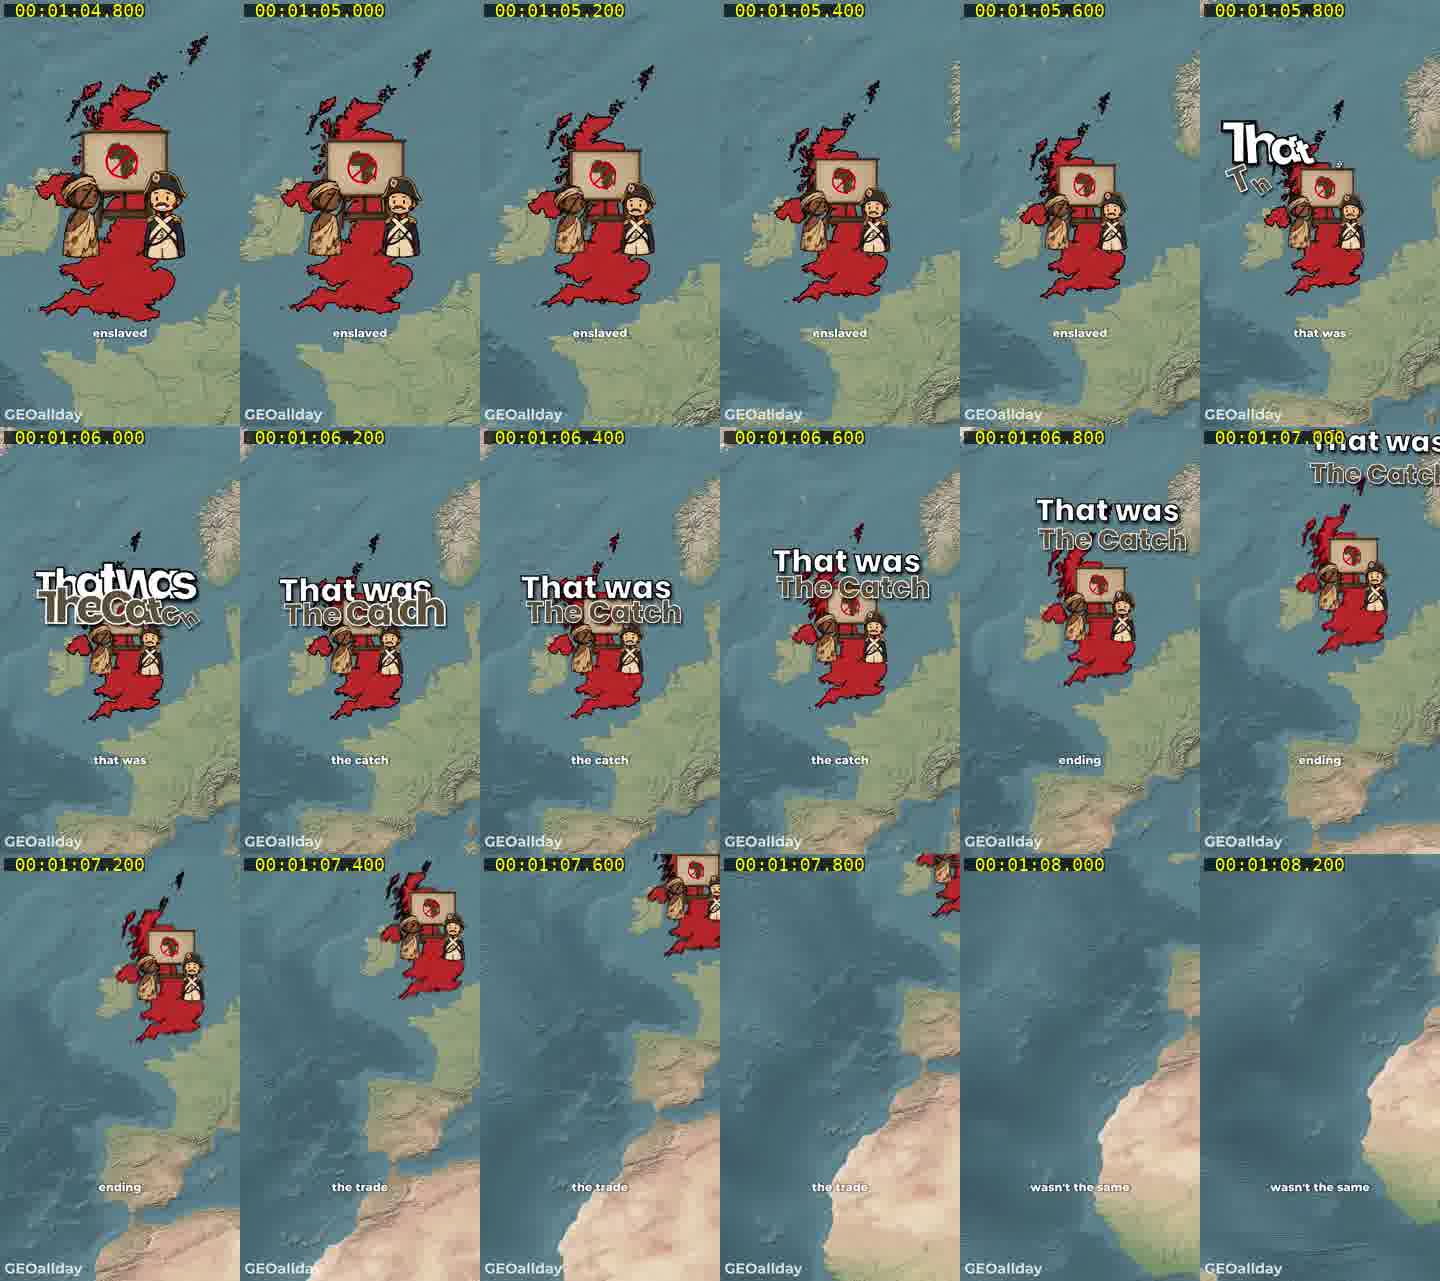 00:01:04.800
enslaved
GEOallday
00:01:05.000
enslaved
GEOallday
00:01:05.200
enslaved
GEOallday
00:01:05.400
enslaved
GEOallday
00:01:05.600
enslaved
GEOallday
00:01:05.800
That
Th
that was
GEOallday
00:01:06.000
That was
The Catch
that was
GEOallday
00:01:06.200
That was
The Catch
the catch
GEOallday
00:01:06.400
That was
The Catch
the catch
GEOallday
00:01:06.600
That was
The Catch
the catch
GEOallday
00:01:06.800
That was
The Catch
ending
GEOallday
00:01:07.000
That was
The Catch
ending
GEOallday
00:01:07.200
ending
GEOallday
00:01:07.400
the trade
GEOallday
00:01:07.600
the trade
GEOallday
00:01:07.800
the trade
GEOallday
00:01:08.000
wasn't the same
GEOallday
00:01:08.200
wasn't the same
GEOallday